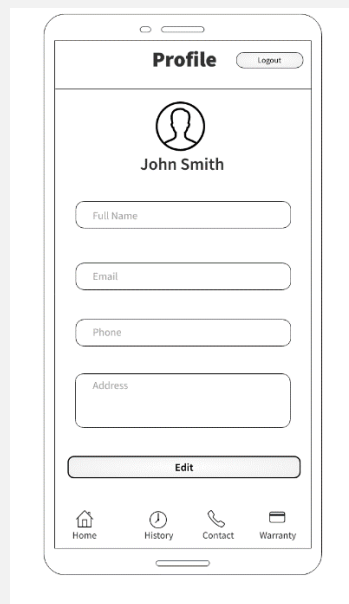 Profile
Logout
John Smith
Full Name
Email
Phone
Address
Edit
Home History Contact Warranty